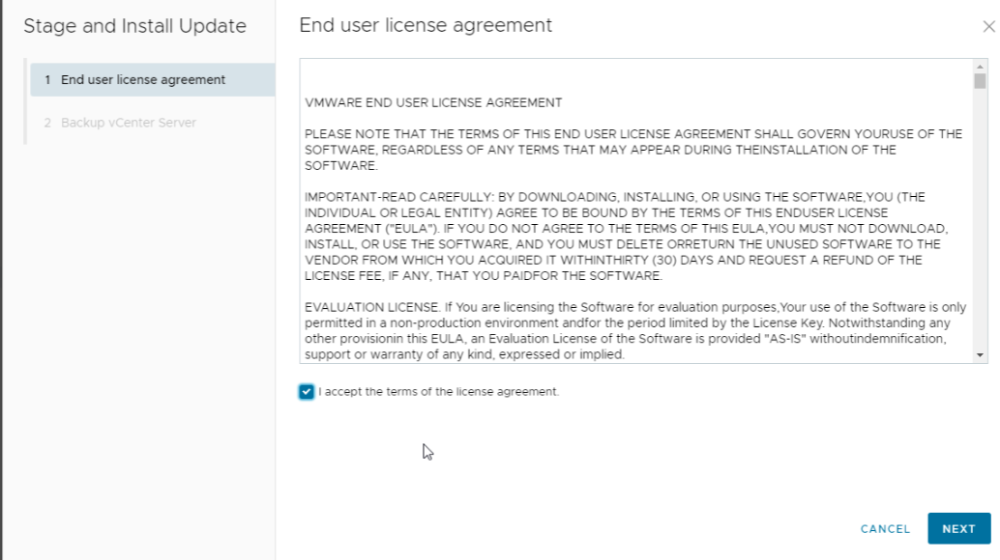 Stage and Install Update
1 End user license agreement
2 Backup vCenter Server
End user license agreement
VMWARE END USER LICENSE AGREEMENT
PLEASE NOTE THAT THE TERMS OF THIS END USER LICENSE AGREEMENT SHALL GOVERN YOURUSE OF THE
SOFTWARE, REGARDLESS OF ANY TERMS THAT MAY APPEAR DURING THEINSTALLATION OF THE
SOFTWARE.
IMPORTANT-READ CAREFULLY: BY DOWNLOADING, INSTALLING, OR USING THE SOFTWARE,YOU (THE
INDIVIDUAL OR LEGAL ENTITY) AGREE TO BE BOUND BY THE TERMS OF THIS ENDUSER LICENSE
AGREEMENT ("EULA"). IF YOU DO NOT AGREE TO THE TERMS OF THIS EULA,YOU MUST NOT DOWNLOAD,
INSTALL, OR USE THE SOFTWARE, AND YOU MUST DELETE ORRETURN THE UNUSED SOFTWARE TO THE
VENDOR FROM WHICH YOU ACQUIRED IT WITHINTHIRTY (30) DAYS AND REQUEST A REFUND OF THE
LICENSE FEE, IF ANY, THAT YOU PAIDFOR THE SOFTWARE.
EVALUATION LICENSE. If You are licensing the Software for evaluation purposes,Your use of the Software is only
permitted in a non-production environment andfor the period limited by the License Key. Notwithstanding any
other provisionin this EULA, an Evaluation License of the Software is provided "AS-IS" withoutindemnification,
support or warranty of any kind, expressed or implied.
I accept the terms of the license agreement.
CANCEL
NEXT